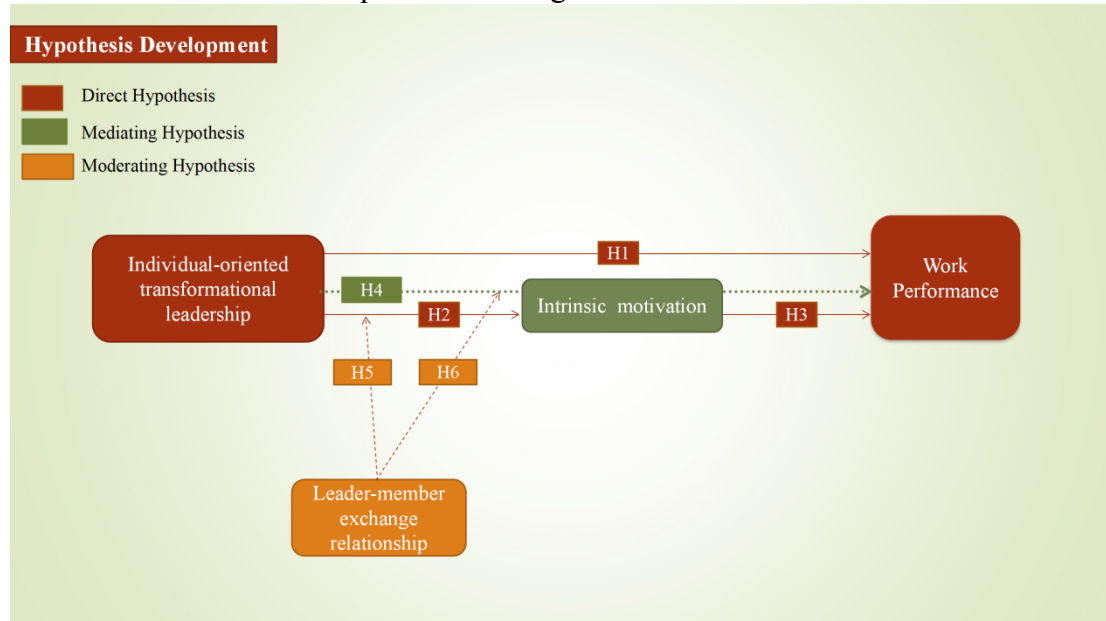 Hypothesis Development
Direct Hypothesis
Mediating Hypothesis
Moderating Hypothesis
Individual-oriented
transformational
leadership
H1
H4
H2
Intrinsic motivation
H3
Work
Performance
H5
H6
Leader-member
exchange
relationship